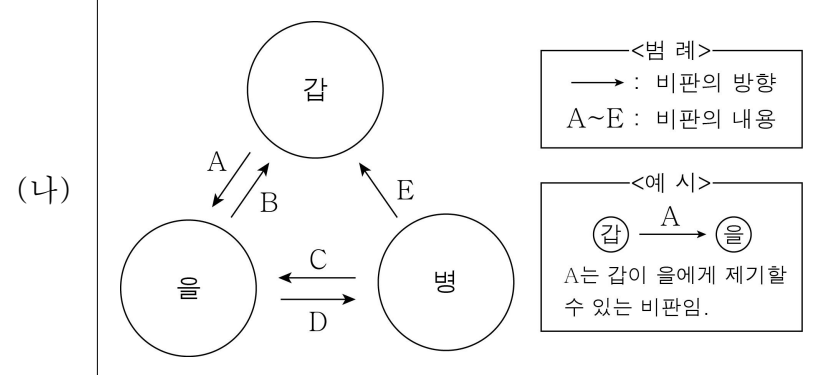 (나)
갑
을
병
A
B
C
D
E
<범 례>
→ : 비판의 방향
A~E : 비판의 내용
<예 시>
갑 A 을
A는 갑이 을에게 제기할
수 있는 비판임.